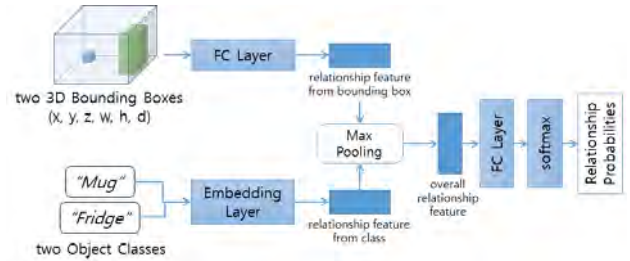 FC Layer
relationship feature
from bounding box
two 3D Bounding Boxes
(x, y, z, w, h, d)
Max
Pooling
"Mug"
"Fridge"
two Object Classes
Embedding
Layer
relationship feature
from class
overall
relationship
feature
FC Layer
softmax
Relationship
Probabilities